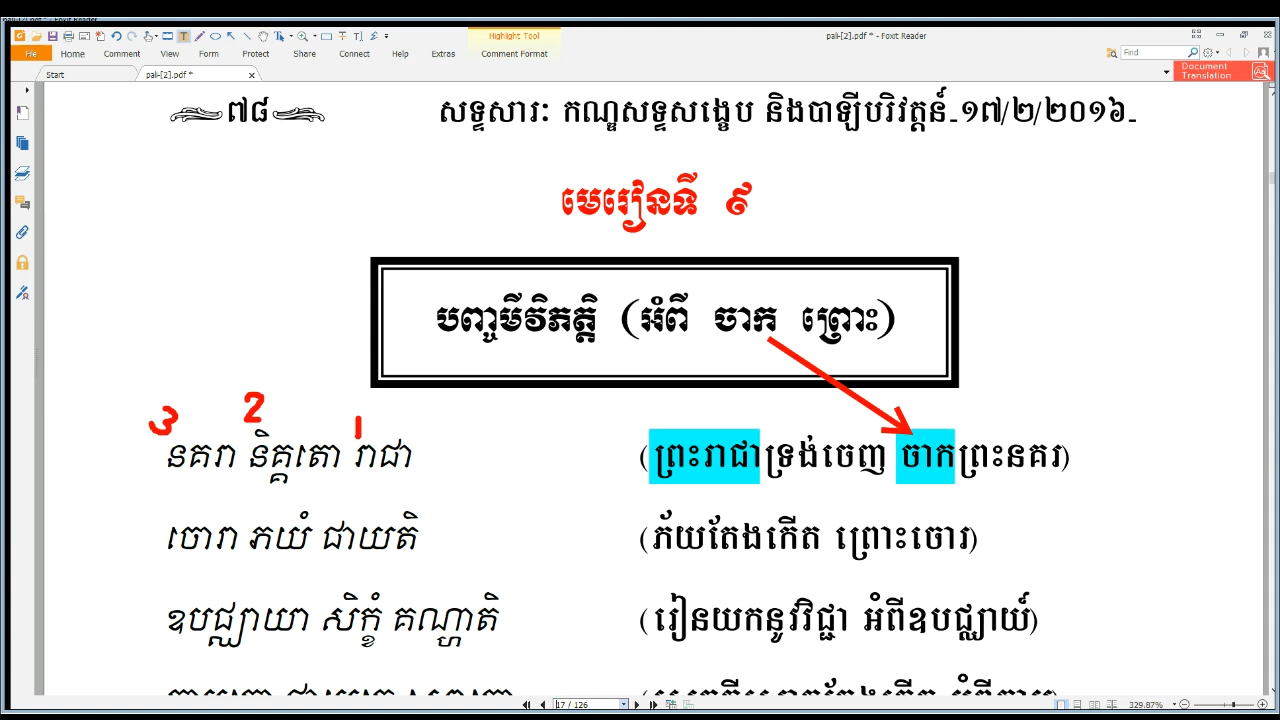 pali-[2].pdf * - Foxit Reader
Highlight Tool
File Home Comment View Form Protect Share Connect Help Extras Comment Format
Find
Start pali-[2].pdf *
Document Translation
៧៨ សទ្ទសារៈ កណ្ឌសទ្ទសង្ខេប និងបាឡីបរិវត្តន៍-១៧/២/២០១៦-
មេរៀនទី ៩
បញ្ចមីវិភត្តិ (អំពី ចាក ព្រោះ)
3 2 1
នគរា និគ្គតោ រាជា (ព្រះរាជាទ្រង់ចេញ ចាកព្រះនគរ)
ចោរា ភយំ ជាយតិ (ភ័យតែងកើត ព្រោះចោរ)
ឧបជ្ឈាយា សិក្ខំ គណ្ហាតិ (រៀនយកនូវវិជ្ជា អំពីឧបជ្ឈាយ៍)
17 / 126
329.87%